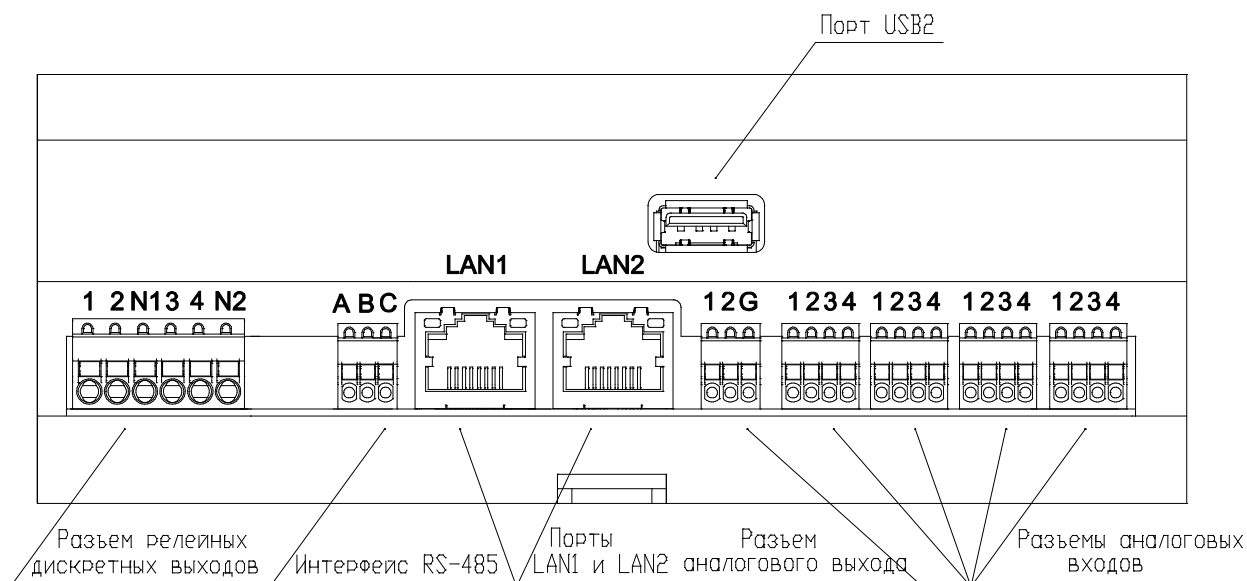 Порт USB2
LAN1 LAN2
1 2 N1 3 4 N2 A B C 1 2 G 1 2 3 4 1 2 3 4 1 2 3 4 1 2 3 4
Разъем релейных
дискретных выходов
Интерфейс RS-485
Порты
LAN1 и LAN2
Разъем
аналогового выхода
Разъемы аналоговых
входов